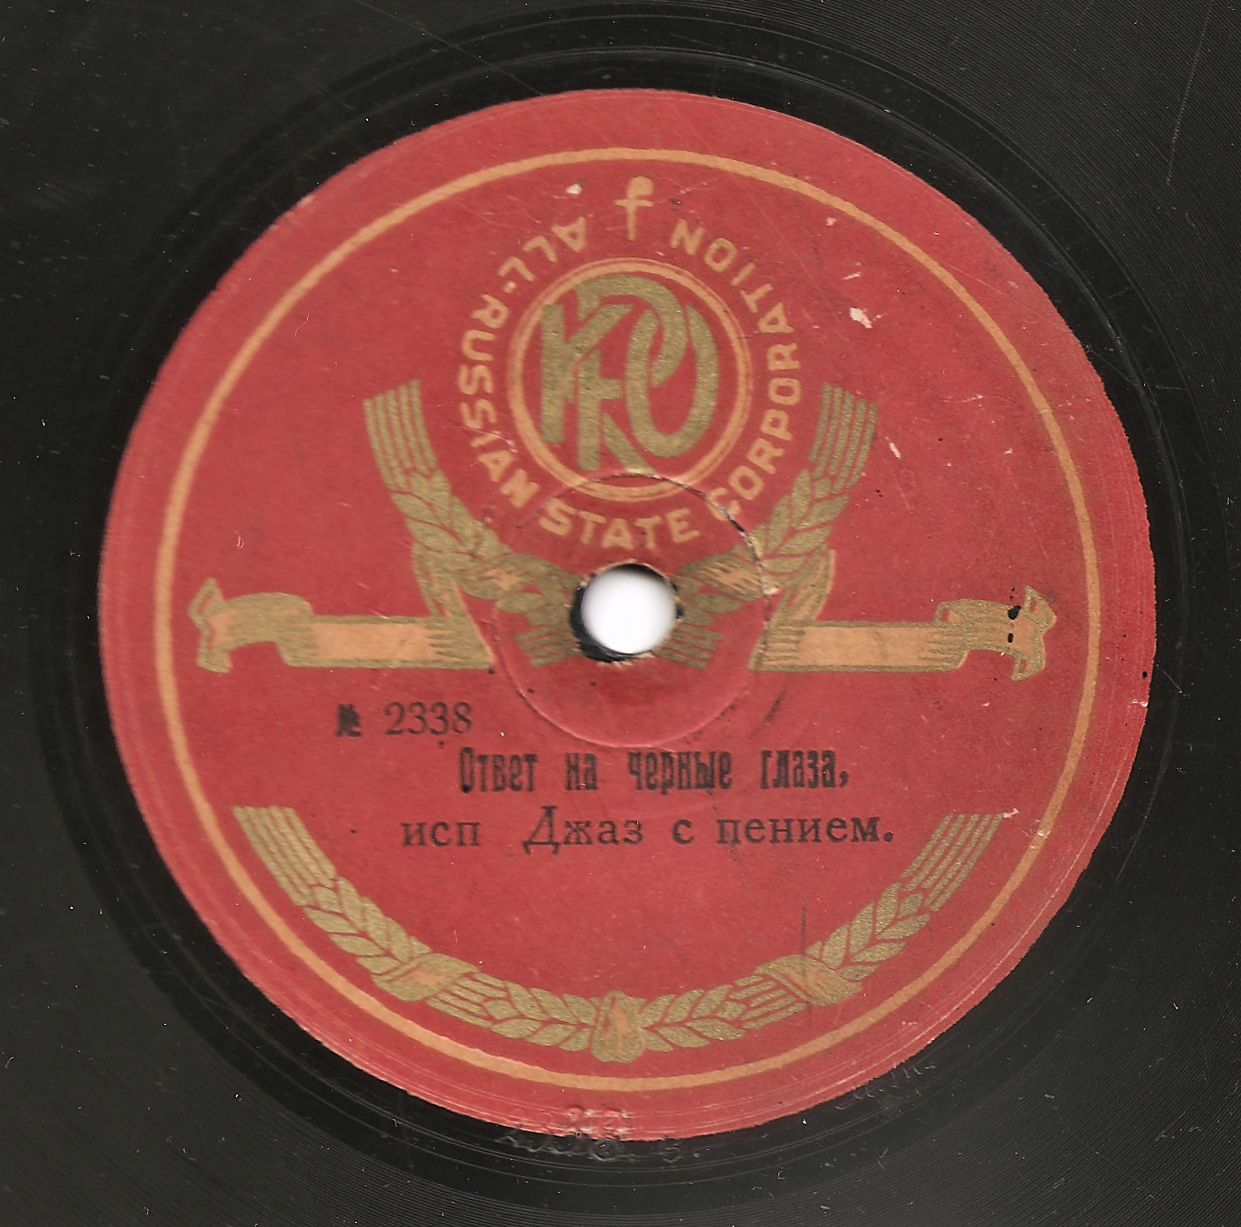 ALL-RUSSIAN STATE CORPORATION
№ 2338
Ответ на черные глаза,
исп Джаз с пением.